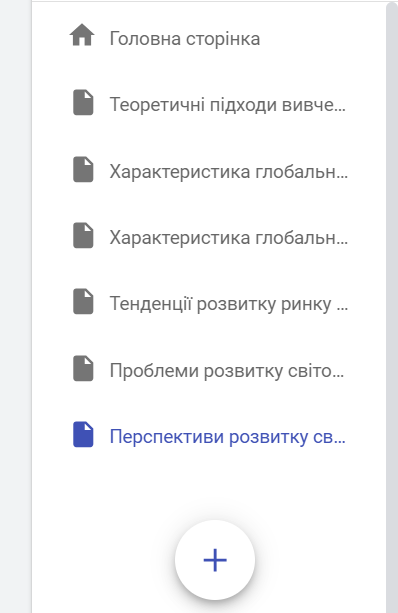 Головна сторінка
Теоретичні підходи вивче...
Характеристика глобальн...
Характеристика глобальн...
Тенденції розвитку ринку ...
Проблеми розвитку світо...
Перспективи розвитку св...